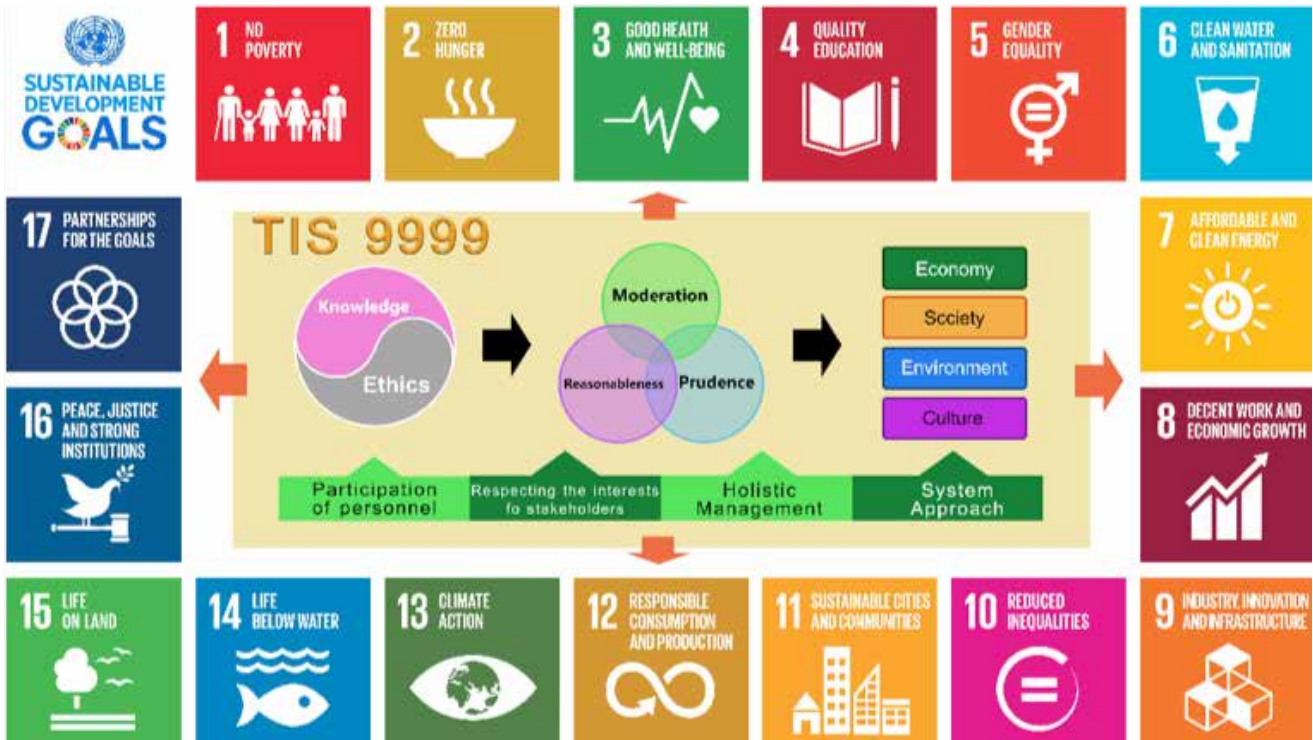 SUSTAINABLE
DEVELOPMENT
GOALS
1 NO
POVERTY
2 ZERO
HUNGER
3 GOOD HEALTH
AND WELL-BEING
4 QUALITY
EDUCATION
5 GENDER
EQUALITY
6 CLEAN WATER
AND SANITATION
17 PARTNERSHIPS
FOR THE GOALS
TIS 9999
Knowledge
Ethics
Moderation
Reasonableness
Prudence
Economy
Scciety
Environment
Culture
Participation
of personnel
Respecting the interests
fo stakeholders
Holistic
Management
System
Approach
7 AFFORDABLE AND
CLEAN ENERGY
16 PEACE, JUSTICE
AND STRONG
INSTITUTIONS
8 DECENT WORK AND
ECONOMIC GROWTH
15 LIFE
ON LAND
14 LIFE
BELOW WATER
13 CLIMATE
ACTION
12 RESPONSIBLE
CONSUMPTION
AND PRODUCTION
11 SUSTAINABLE CITIES
AND COMMUNITIES
10 REDUCED
INEQUALITIES
9 INDUSTRY, INNOVATION
AND INFRASTRUCTURE